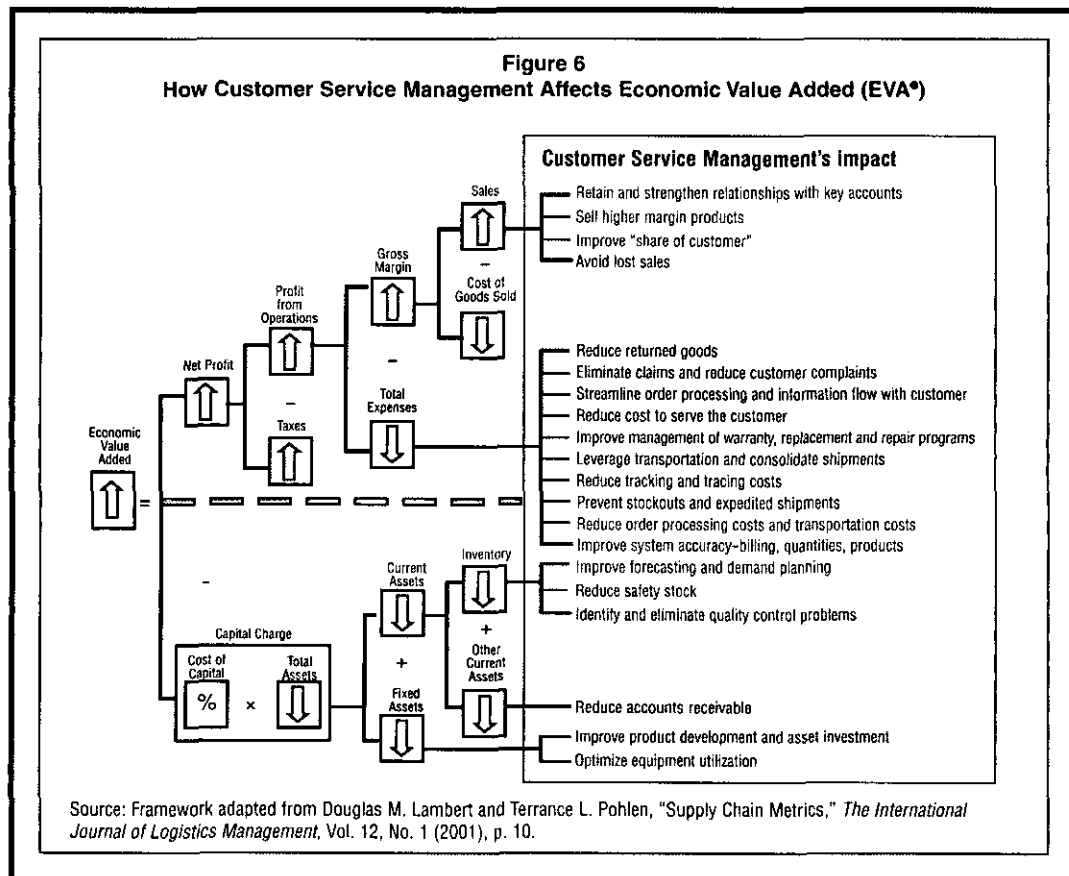 Figure 6
How Customer Service Management Affects Economic Value Added (EVA®)
Customer Service Management's Impact
Sales
Retain and strengthen relationships with key accounts
Sell higher margin products
Improve "share of customer"
Avoid lost sales
-
Cost of
Goods Sold
Gross
Margin
-
Profit
from
Operations
Net Profit
-
Taxes
Total
Expenses
Reduce returned goods
Eliminate claims and reduce customer complaints
Streamline order processing and information flow with customer
Reduce cost to serve the customer
Improve management of warranty, replacement and repair programs
Leverage transportation and consolidate shipments
Reduce tracking and tracing costs
Prevent stockouts and expedited shipments
Reduce order processing costs and transportation costs
Improve system accuracy–billing, quantities, products
Economic
Value
Added
=
-
Inventory
Improve forecasting and demand planning
Reduce safety stock
Identify and eliminate quality control problems
Current
Assets
+
+
Other
Current
Assets
Reduce accounts receivable
Capital Charge
Cost of
Capital
%
×
Total
Assets
Fixed
Assets
Improve product development and asset investment
Optimize equipment utilization
Source: Framework adapted from Douglas M. Lambert and Terrance L. Pohlen, "Supply Chain Metrics," The International
Journal of Logistics Management, Vol. 12, No. 1 (2001), p. 10.